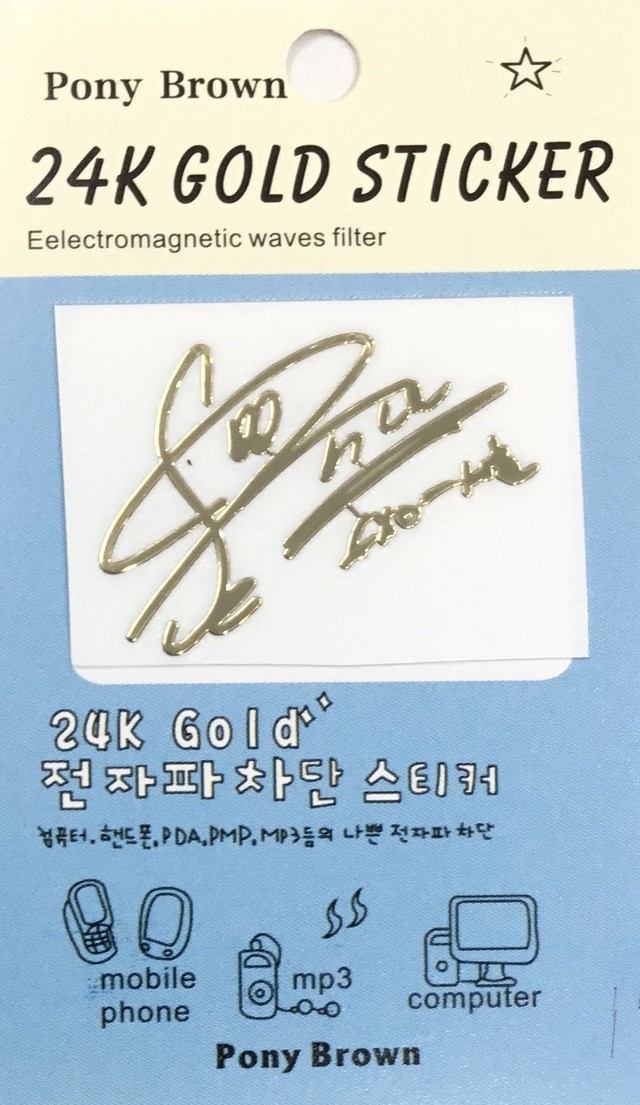 Pony Brown
24K GOLD STICKER
Eelectromagnetic waves filter
24K Gold
전자파차단 스티커
컴퓨터.핸드폰.PDA.PMP.MP3등의 나쁜 전자파 차단
mobile phone
mp3
computer
Pony Brown